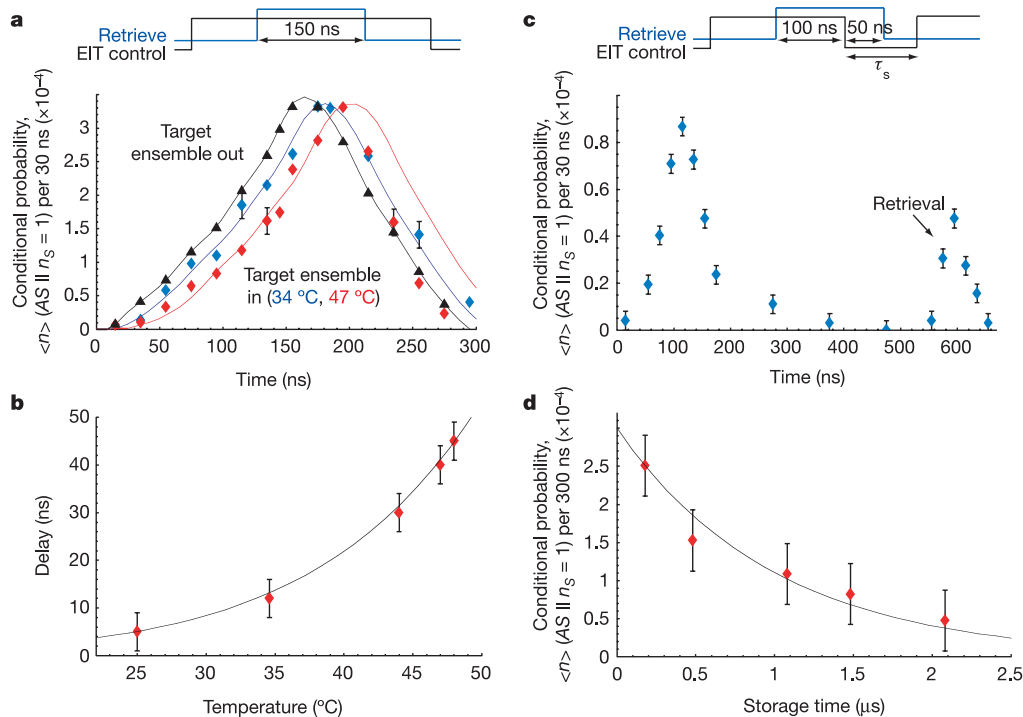 a
Retrieve
EIT control
150 ns
Conditional probability,
<n> (AS II n_S = 1) per 30 ns (×10⁻⁴)
3
2.5
2
1.5
1
0.5
0
Target
ensemble out
Target ensemble
in (34 ºC, 47 ºC)
0 50 100 150 200 250 300
Time (ns)
b
Delay (ns)
50
40
30
20
10
0
25 30 35 40 45 50
Temperature (ºC)
c
Retrieve
EIT control
100 ns
50 ns
τ_s
Conditional probability,
<n> (AS II n_S = 1) per 30 ns (×10⁻⁴)
0.8
0.6
0.4
0.2
0
Retrieval
0 100 200 300 400 500 600
Time (ns)
d
Conditional probability,
<n> (AS II n_S = 1) per 300 ns (×10⁻⁴)
2.5
2
1.5
1
0.5
0
0 0.5 1.0 1.5 2.0 2.5
Storage time (μs)